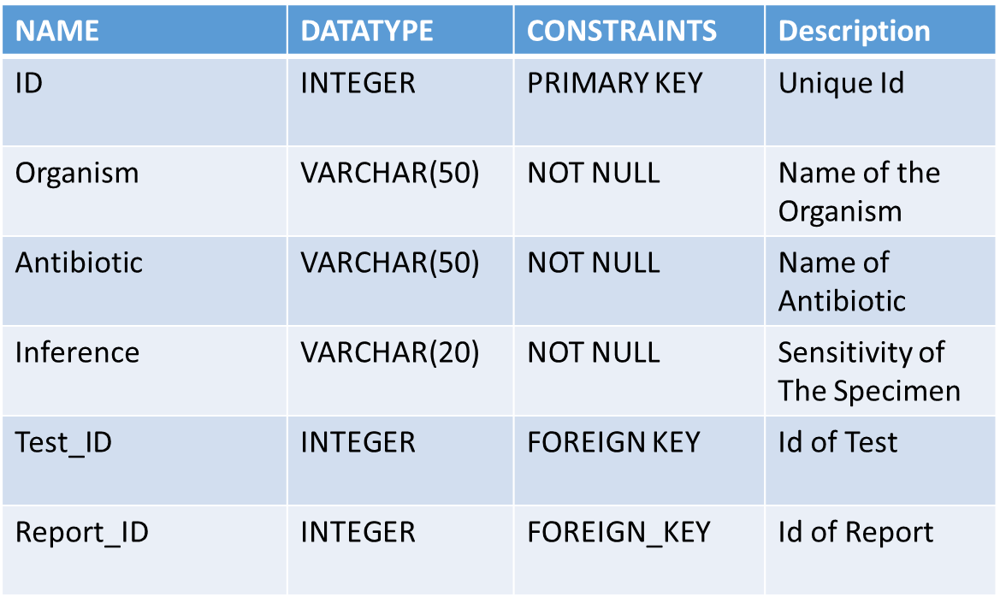 NAME DATATYPE CONSTRAINTS Description
ID INTEGER PRIMARY KEY Unique Id
Organism VARCHAR(50) NOT NULL Name of the
Organism
Antibiotic VARCHAR(50) NOT NULL Name of
Antibiotic
Inference VARCHAR(20) NOT NULL Sensitivity of
The Specimen
Test_ID INTEGER FOREIGN KEY Id of Test
Report_ID INTEGER FOREIGN_KEY Id of Report